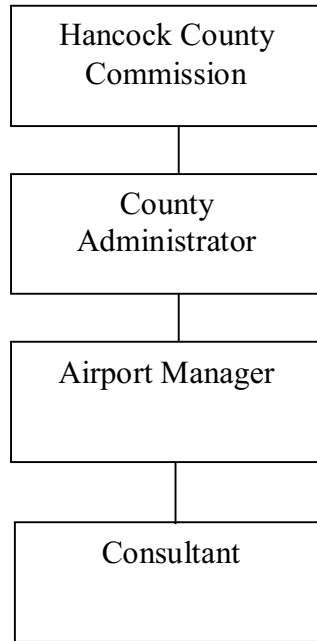 Hancock County
Commission
County
Administrator
Airport Manager
Consultant